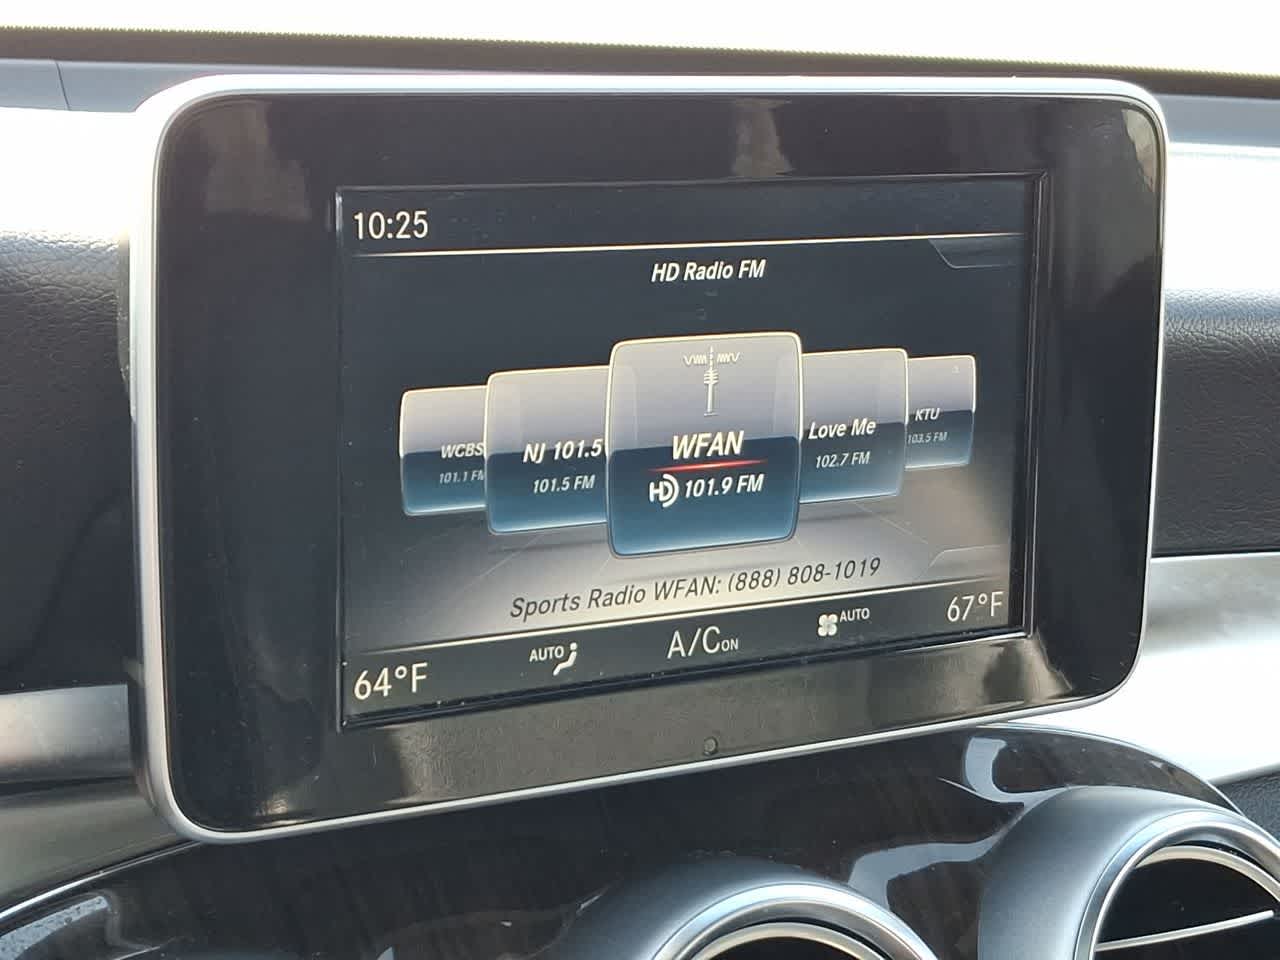 10:25
HD Radio FM
WCBS
101.1 FM
NJ 101.5
101.5 FM
WFAN
HD 101.9 FM
Love Me
102.7 FM
KTU
103.5 FM
Sports Radio WFAN: (888) 808-1019
64°F
AUTO
A/C ON
AUTO
67°F